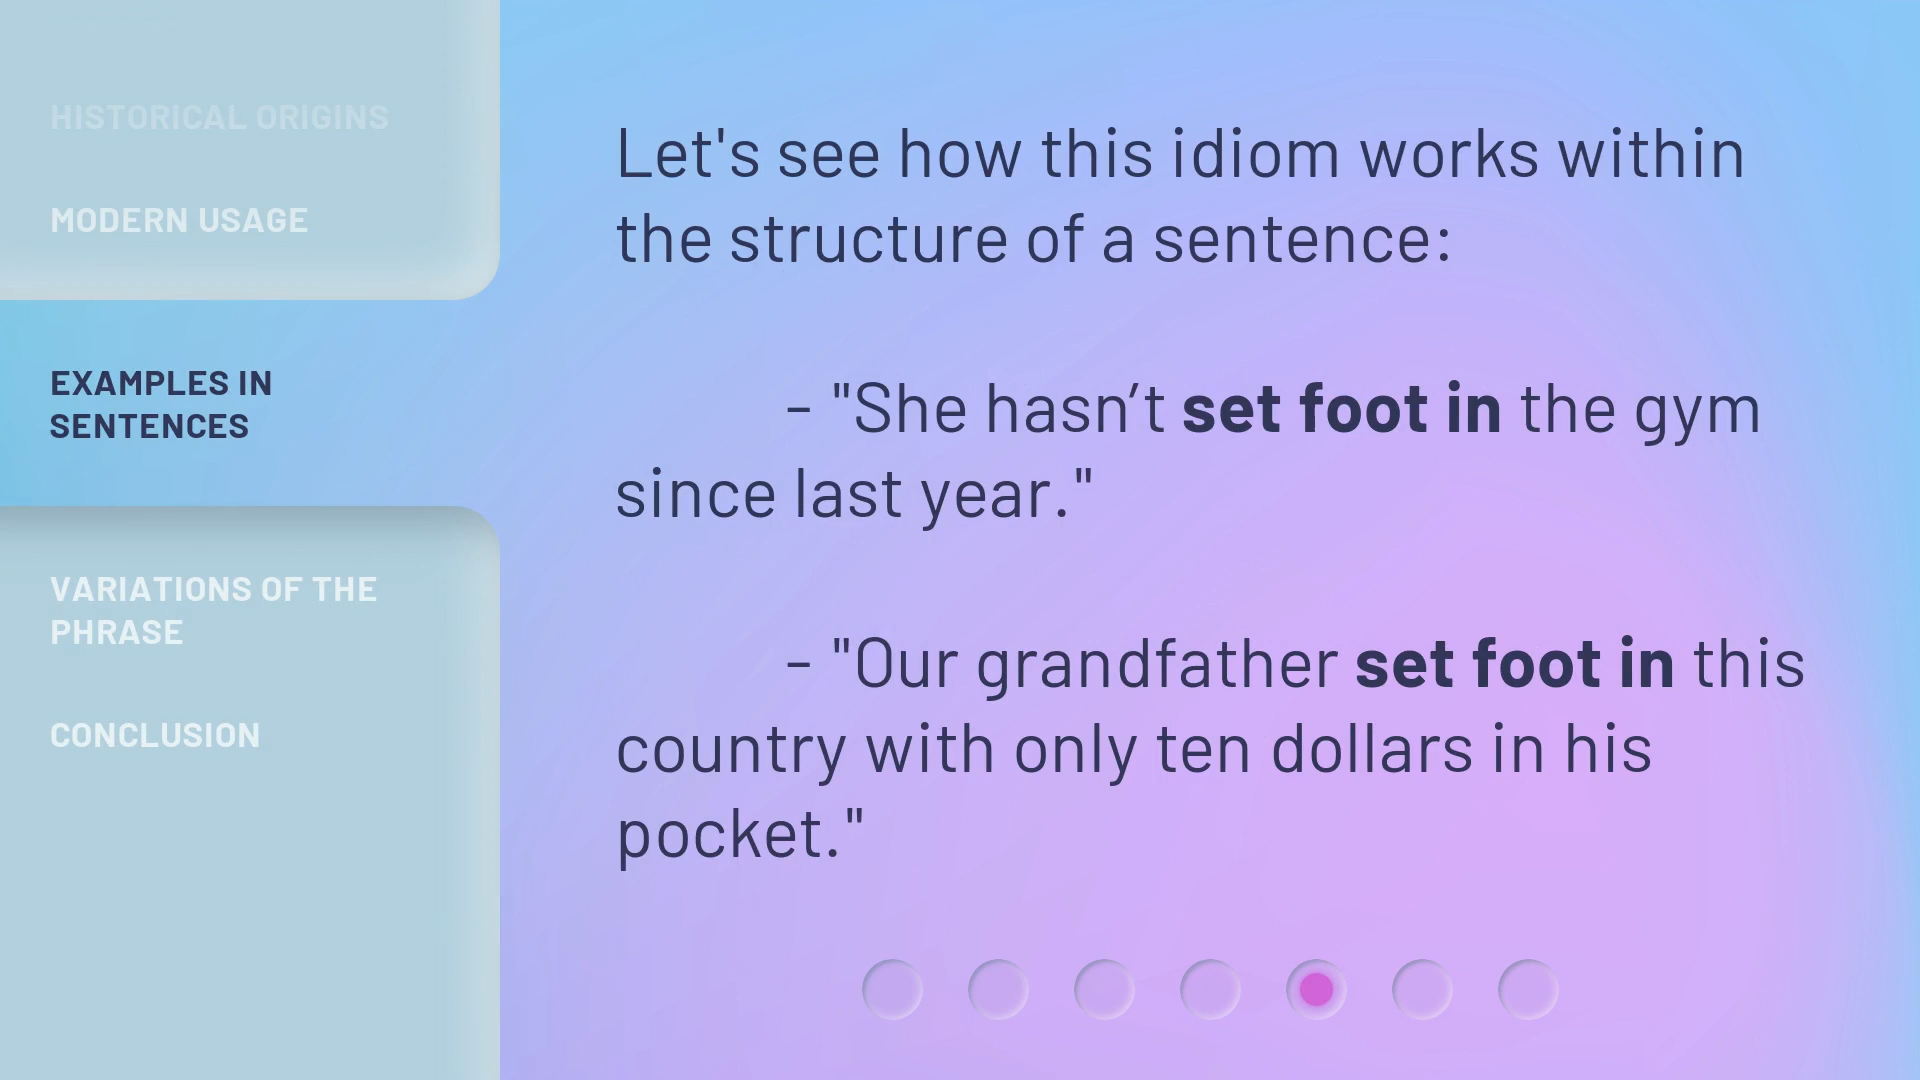 HISTORICAL ORIGINS
MODERN USAGE
EXAMPLES IN
SENTENCES
VARIATIONS OF THE
PHRASE
CONCLUSION
Let's see how this idiom works within
the structure of a sentence:
- "She hasn’t set foot in the gym
since last year."
- "Our grandfather set foot in this
country with only ten dollars in his
pocket."